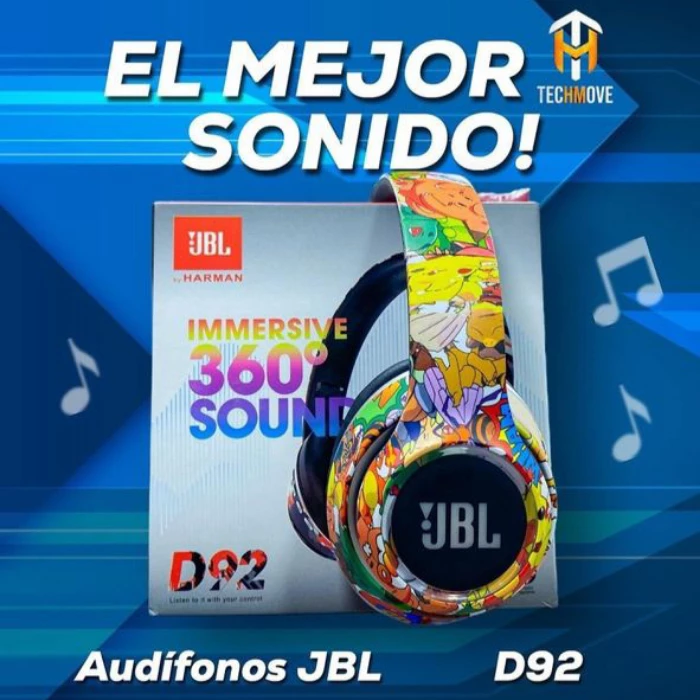 EL MEJOR
SONIDO!
TECHMOVE
JBL
by HARMAN
IMMERSIVE
360°
SOUND
D92
Listen to it with your control
JBL
Audífonos JBL D92